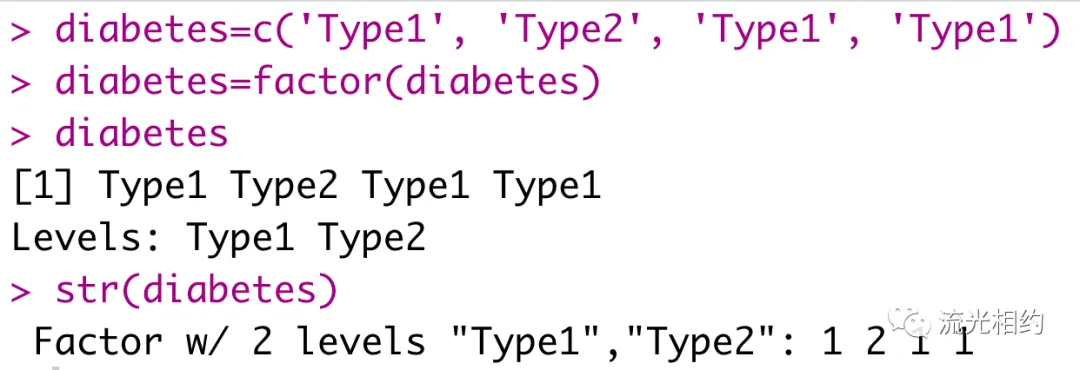 > diabetes=c('Type1', 'Type2', 'Type1', 'Type1')
> diabetes=factor(diabetes)
> diabetes
[1] Type1 Type2 Type1 Type1
Levels: Type1 Type2
> str(diabetes)
 Factor w/ 2 levels "Type1","Type2": 1 2 1 1
流光相约